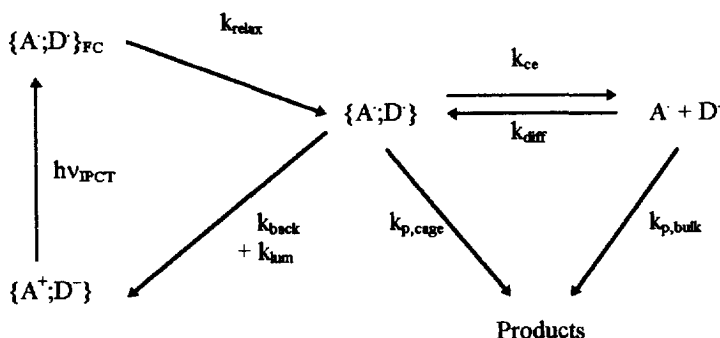 {A·;D·}FC
krelax
kce
{A·;D·}
A· + D·
kdiff
hνIPCT
kback
+ klum
kp,cage
kp,bulk
{A+;D−}
Products